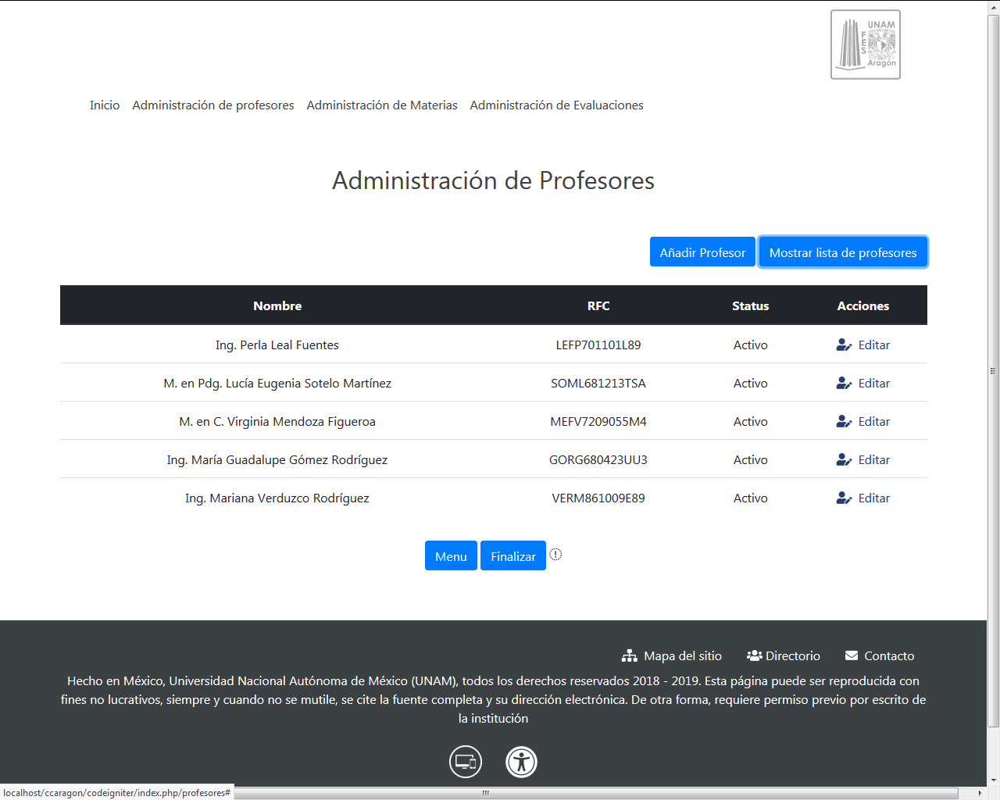 UNAM
FES
Aragón
Inicio Administración de profesores Administración de Materias Administración de Evaluaciones
Administración de Profesores
Añadir Profesor Mostrar lista de profesores
Nombre RFC Status Acciones
Ing. Perla Leal Fuentes LEFP701101L89 Activo Editar
M. en Pdg. Lucía Eugenia Sotelo Martínez SOML681213TSA Activo Editar
M. en C. Virginia Mendoza Figueroa MEFV7209055M4 Activo Editar
Ing. María Guadalupe Gómez Rodríguez GORG680423UU3 Activo Editar
Ing. Mariana Verduzco Rodríguez VERM861009E89 Activo Editar
Menu Finalizar
Mapa del sitio Directorio Contacto
Hecho en México, Universidad Nacional Autónoma de México (UNAM), todos los derechos reservados 2018 - 2019. Esta página puede ser reproducida con
fines no lucrativos, siempre y cuando no se mutile, se cite la fuente completa y su dirección electrónica. De otra forma, requiere permiso previo por escrito de
la institución
localhost/ccaragon/codeigniter/index.php/profesores#